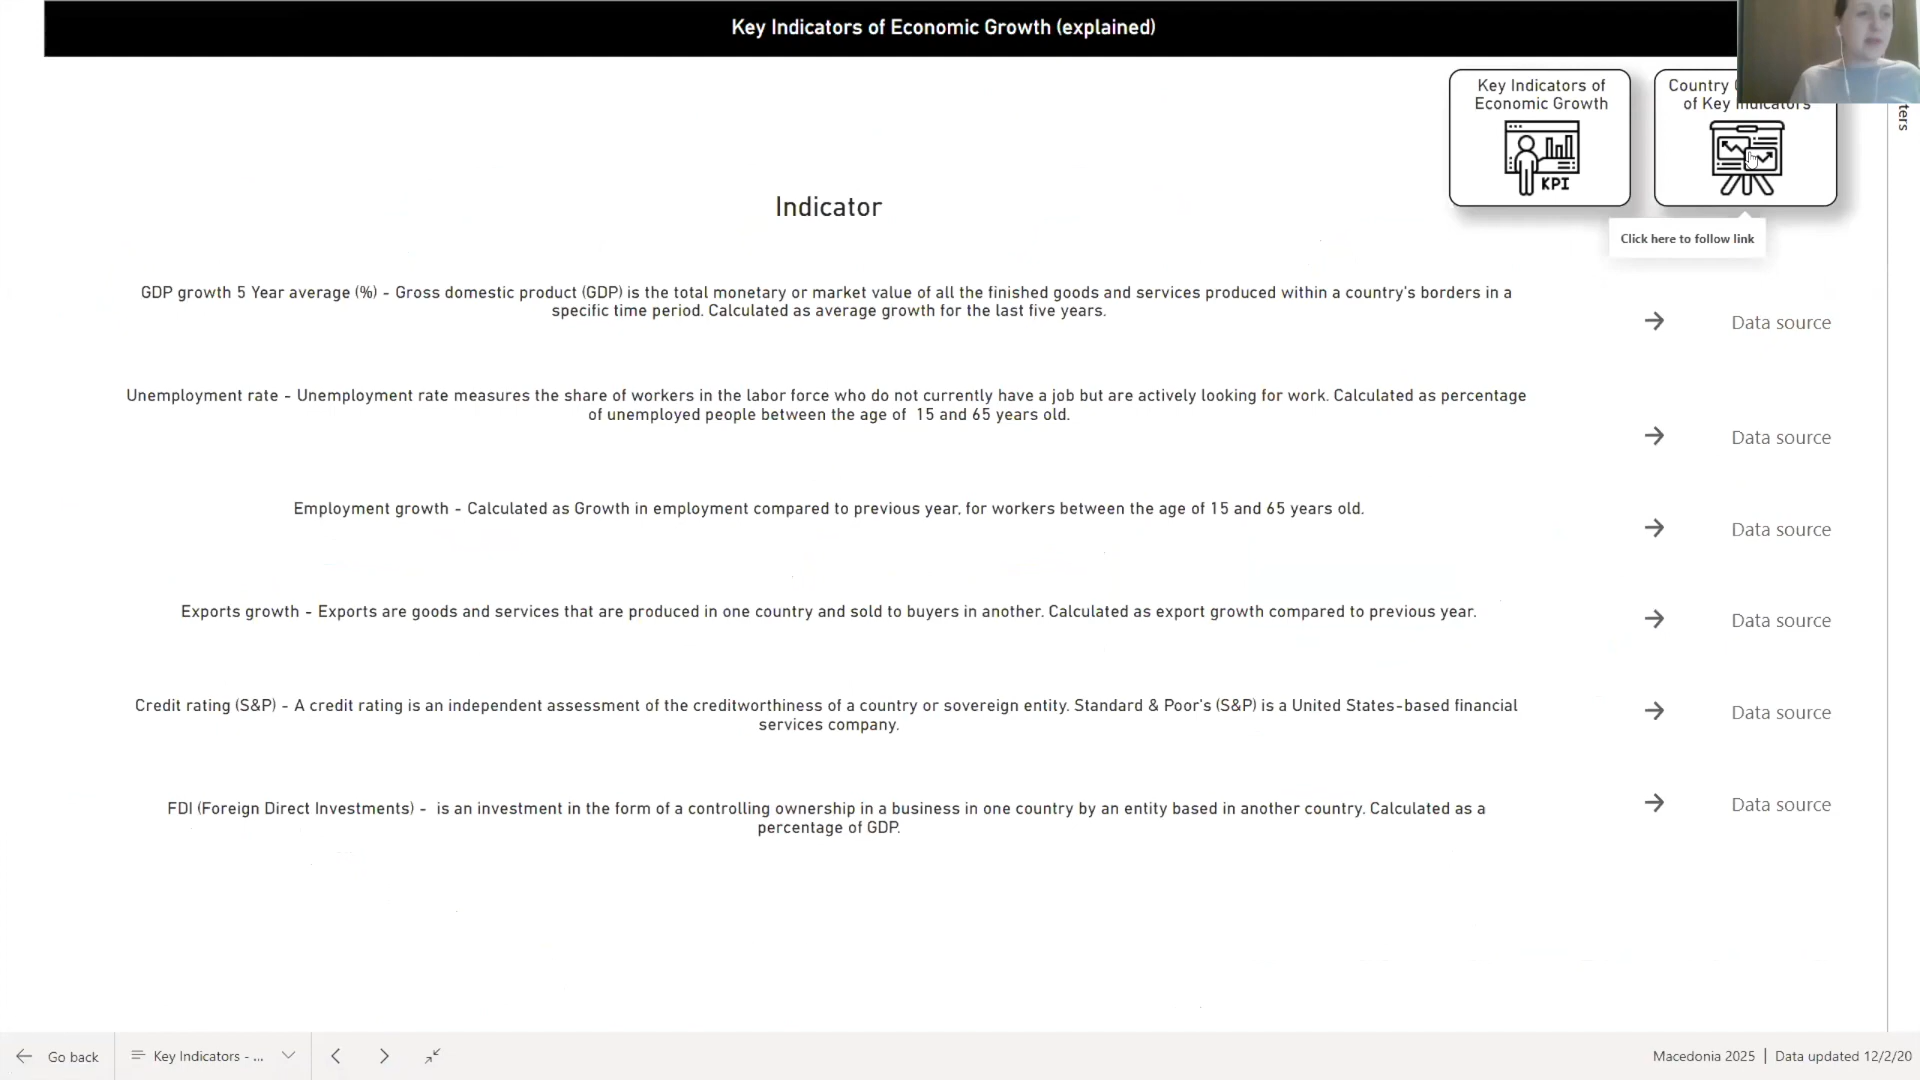 Key Indicators of Economic Growth (explained)
Key Indicators of
Economic Growth
KPI
Country
of Key Indicators
ters
Click here to follow link
Indicator
GDP growth 5 Year average (%) - Gross domestic product (GDP) is the total monetary or market value of all the finished goods and services produced within a country's borders in a
specific time period. Calculated as average growth for the last five years.
Data source
Unemployment rate - Unemployment rate measures the share of workers in the labor force who do not currently have a job but are actively looking for work. Calculated as percentage
of unemployed people between the age of 15 and 65 years old.
Data source
Employment growth - Calculated as Growth in employment compared to previous year, for workers between the age of 15 and 65 years old.
Data source
Exports growth - Exports are goods and services that are produced in one country and sold to buyers in another. Calculated as export growth compared to previous year.
Data source
Credit rating (S&P) - A credit rating is an independent assessment of the creditworthiness of a country or sovereign entity. Standard & Poor's (S&P) is a United States-based financial
services company.
Data source
FDI (Foreign Direct Investments) - is an investment in the form of a controlling ownership in a business in one country by an entity based in another country. Calculated as a
percentage of GDP.
Data source
Go back
Key Indicators - ...
Macedonia 2025 | Data updated 12/2/20